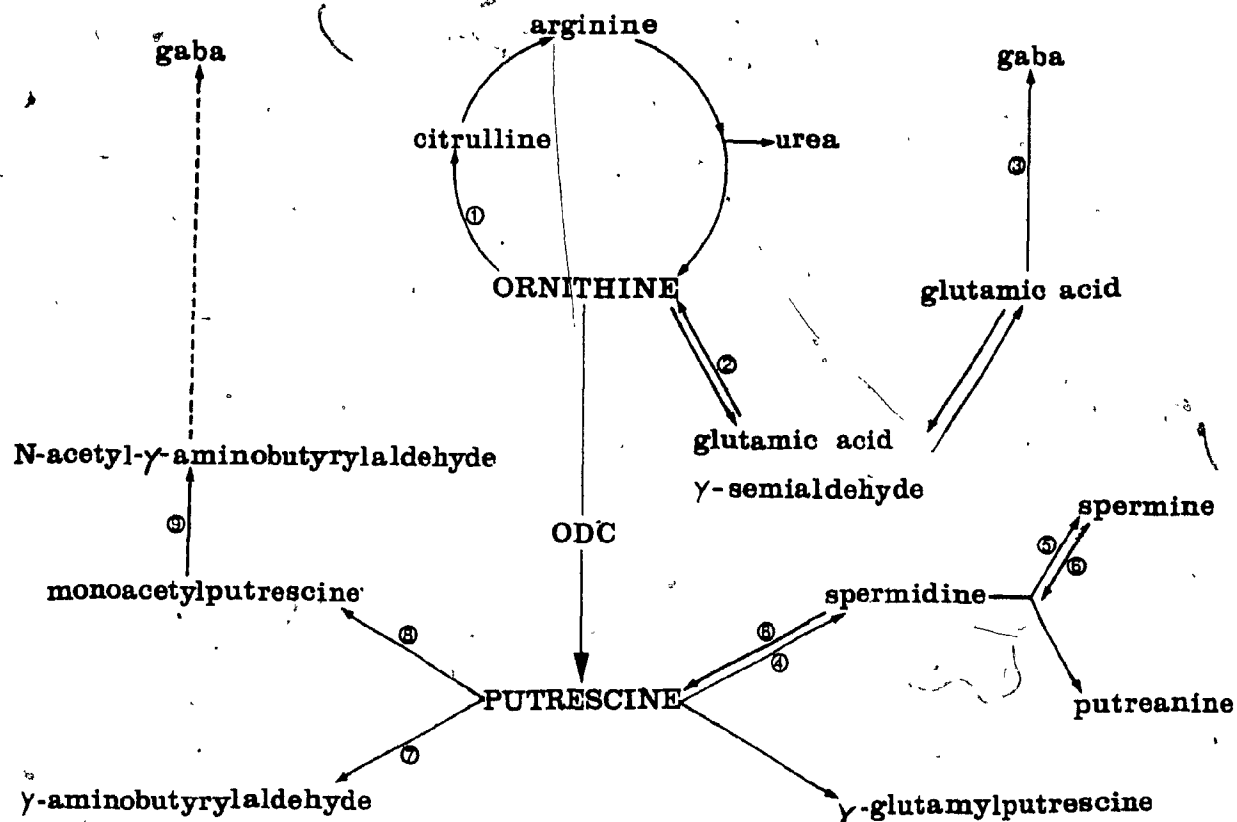 arginine
gaba
gaba
citrulline
urea
③
①
ORNITHINE
glutamic acid
②
glutamic acid
γ-semialdehyde
N-acetyl-γ-aminobutyrylaldehyde
spermine
⑨
ODC
⑤
⑥
monoacetylputrescine
spermidine
⑧
⑥
④
PUTRESCINE
putreanine
⑦
γ-aminobutyrylaldehyde
γ-glutamylputrescine